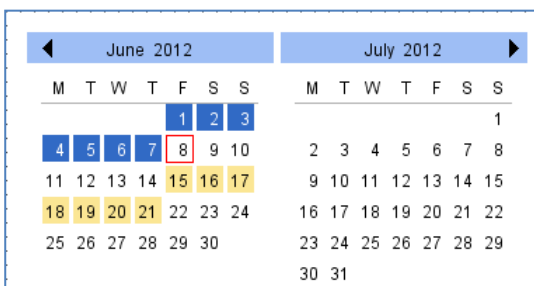 June 2012
M T W T F S S
1 2 3
4 5 6 7 8 9 10
11 12 13 14 15 16 17
18 19 20 21 22 23 24
25 26 27 28 29 30
July 2012
M T W T F S S
1
2 3 4 5 6 7 8
9 10 11 12 13 14 15
16 17 18 19 20 21 22
23 24 25 26 27 28 29
30 31